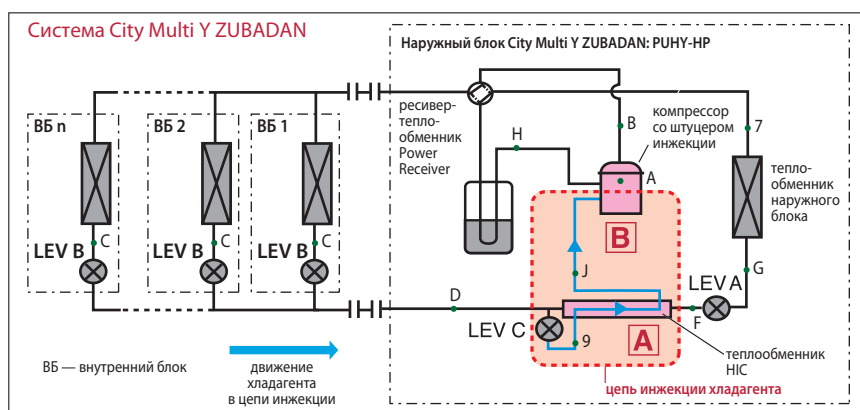 Система City Multi Y ZUBADAN
Наружный блок City Multi Y ZUBADAN: PUHY-HP
ВБ n
ВБ 2
ВБ 1
LEV B
C
LEV B
C
LEV B
C
ресивер-
тепло-
обменник
Power
Receiver
H
B
компрессор
со штуцером
инжекции
A
7
тепло-
обменник
наружного
блока
B
J
G
LEV A
D
F
LEV C
9
A
теплообменник
HIC
цепь инжекции хладагента
ВБ — внутренний блок
движение
хладагента
в цепи инжекции